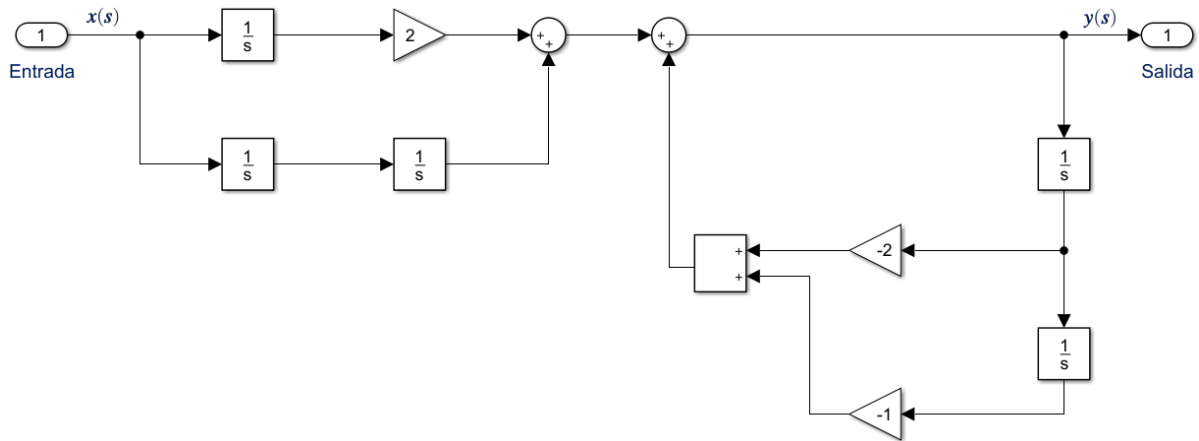 x(s)
y(s)
1
1
s
2
+
+
+
+
1
Entrada
Salida
1
s
1
s
1
s
-2
+
+
1
s
-1